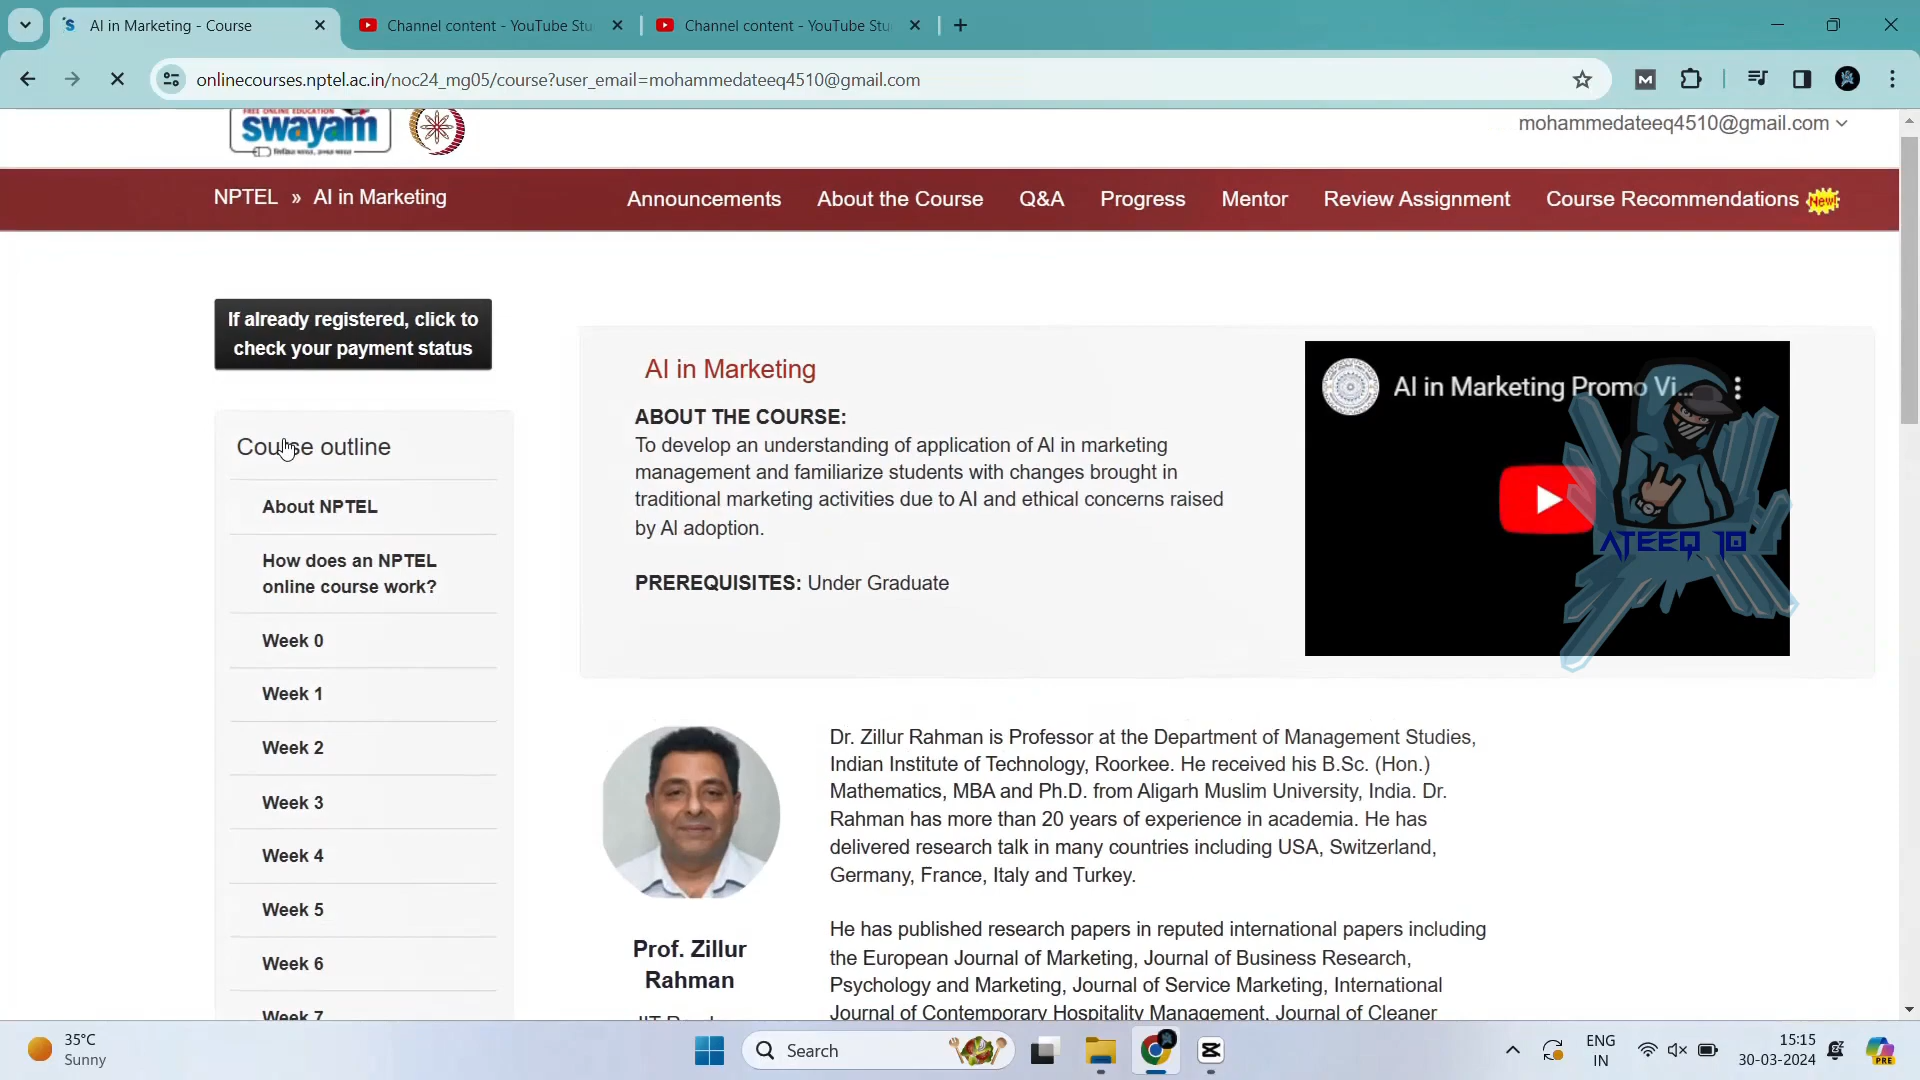 AI in Marketing - Course
Channel content - YouTube Stu
Channel content - YouTube Stu
onlinecourses.nptel.ac.in/noc24_mg05/course?user_email=mohammedateeq4510@gmail.com
FREE ONLINE EDUCATION
swayam
mohammedateeq4510@gmail.com
NPTEL » AI in Marketing
Announcements
About the Course
Q&A
Progress
Mentor
Review Assignment
Course Recommendations
New!
If already registered, click to
check your payment status
Course outline
About NPTEL
How does an NPTEL
online course work?
Week 0
Week 1
Week 2
Week 3
Week 4
Week 5
Week 6
Week 7
AI in Marketing
ABOUT THE COURSE:
To develop an understanding of application of AI in marketing
management and familiarize students with changes brought in
traditional marketing activities due to AI and ethical concerns raised
by AI adoption.
PREREQUISITES: Under Graduate
AI in Marketing Promo Vi...
ATEEQ 10
Prof. Zillur
Rahman
Dr. Zillur Rahman is Professor at the Department of Management Studies,
Indian Institute of Technology, Roorkee. He received his B.Sc. (Hon.)
Mathematics, MBA and Ph.D. from Aligarh Muslim University, India. Dr.
Rahman has more than 20 years of experience in academia. He has
delivered research talk in many countries including USA, Switzerland,
Germany, France, Italy and Turkey.
He has published research papers in reputed international papers including
the European Journal of Marketing, Journal of Business Research,
Psychology and Marketing, Journal of Service Marketing, International
Journal of Contemporary Hospitality Management, Journal of Cleaner
35°C
Sunny
Search
ENG
IN
15:15
30-03-2024
PRE